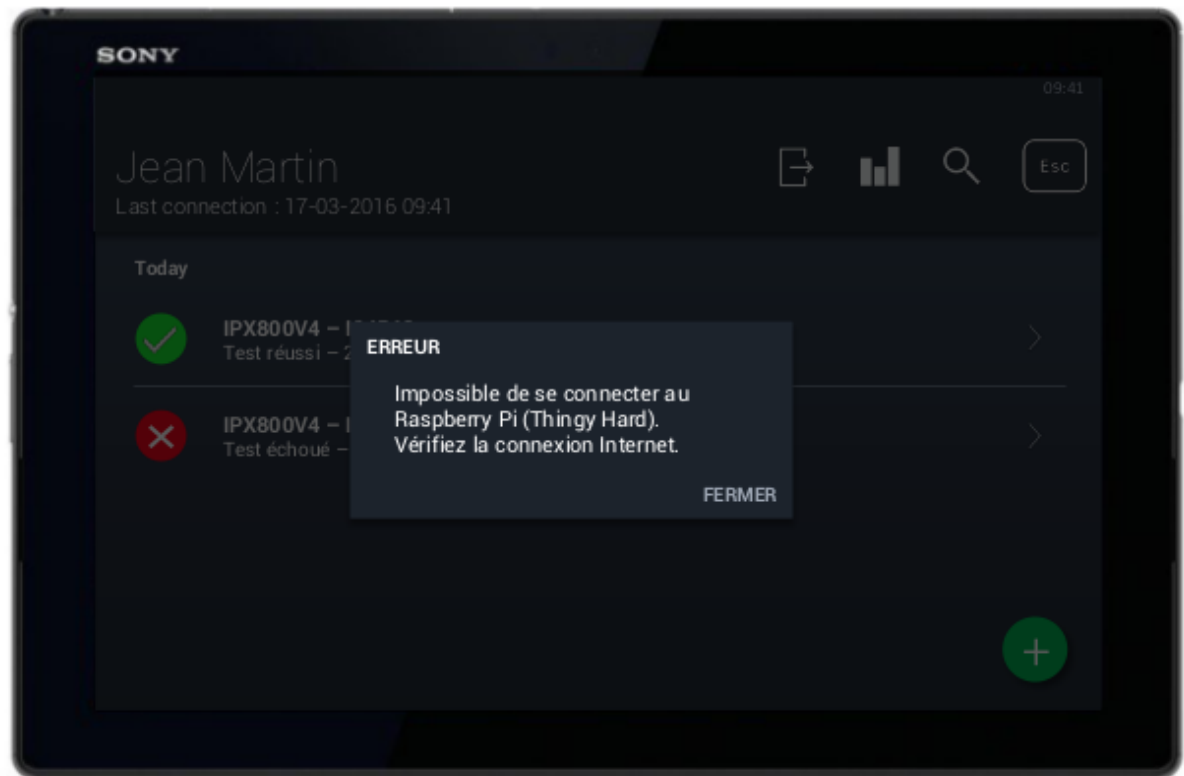 SONY
09:41
Jean Martin
Esc
Last connection : 17-03-2016 09:41
Today
IPX800V4 –
Test réussi –
ERREUR
Impossible de se connecter au
Raspberry Pi (Thingy Hard).
Vérifiez la connexion Internet.
FERMER
IPX800V4 –
Test échoué –